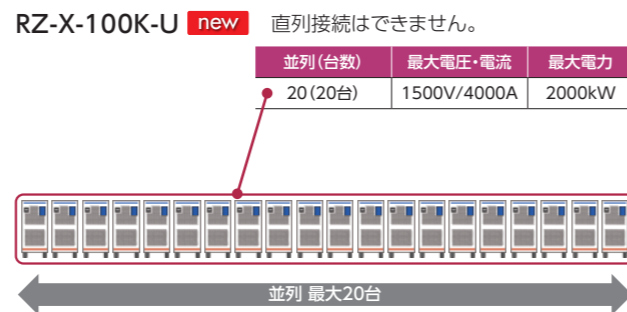 RZ-X-100K-U new 直列接続はできません。
並列(台数) 最大電圧・電流 最大電力
20(20台) 1500V/4000A 2000kW
並列 最大20台